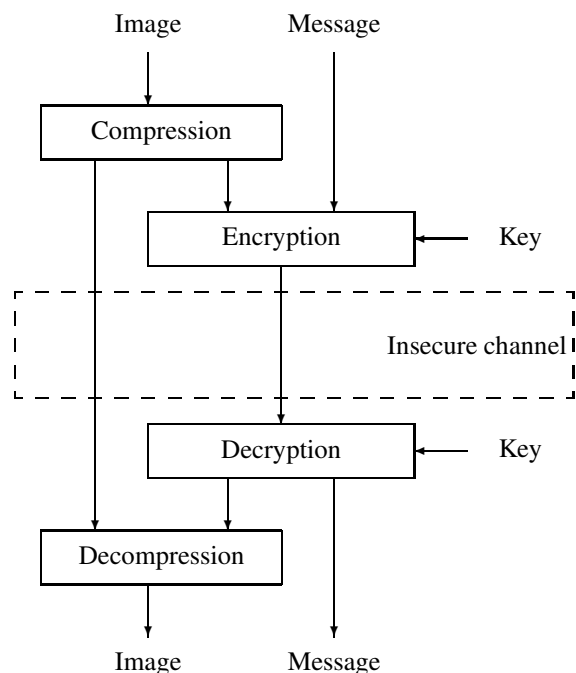 Image Message
Compression
Encryption Key
Insecure channel
Decryption Key
Decompression
Image Message